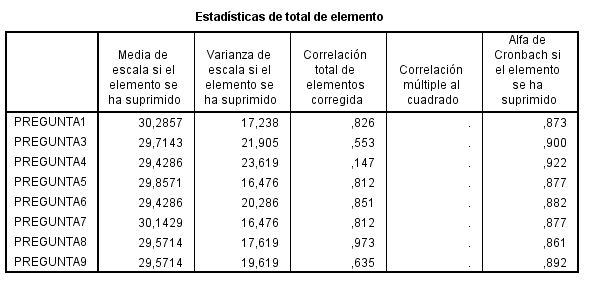 Estadísticas de total de elemento
Media de escala si el elemento se ha suprimido
Varianza de escala si el elemento se ha suprimido
Correlación total de elementos corregida
Correlación múltiple al cuadrado
Alfa de Cronbach si el elemento se ha suprimido
PREGUNTA1 30,2857 17,238 ,826 . ,873
PREGUNTA3 29,7143 21,905 ,553 . ,900
PREGUNTA4 29,4286 23,619 ,147 . ,922
PREGUNTA5 29,8571 16,476 ,812 . ,877
PREGUNTA6 29,4286 20,286 ,851 . ,882
PREGUNTA7 30,1429 16,476 ,812 . ,877
PREGUNTA8 29,5714 17,619 ,973 . ,861
PREGUNTA9 29,5714 19,619 ,635 . ,892